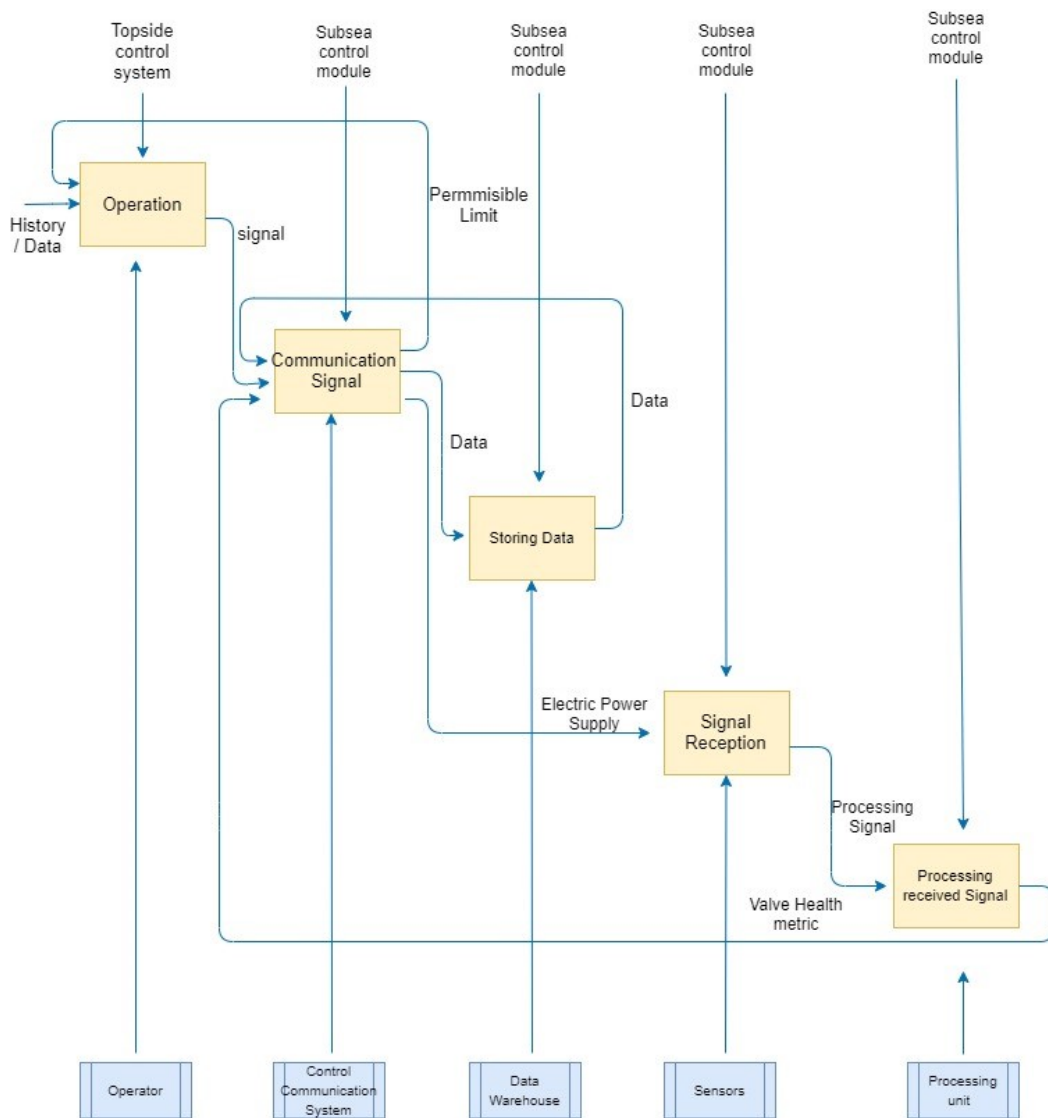 Topside
control
system
Subsea
control
module
Subsea
control
module
Subsea
control
module
Subsea
control
module
Operation
History
/ Data
signal
Permmisible
Limit
Communication
Signal
Data
Data
Storing Data
Electric Power
Supply
Signal
Reception
Processing
Signal
Processing
received Signal
Valve Health
metric
Operator
Control
Communication
System
Data
Warehouse
Sensors
Processing
unit